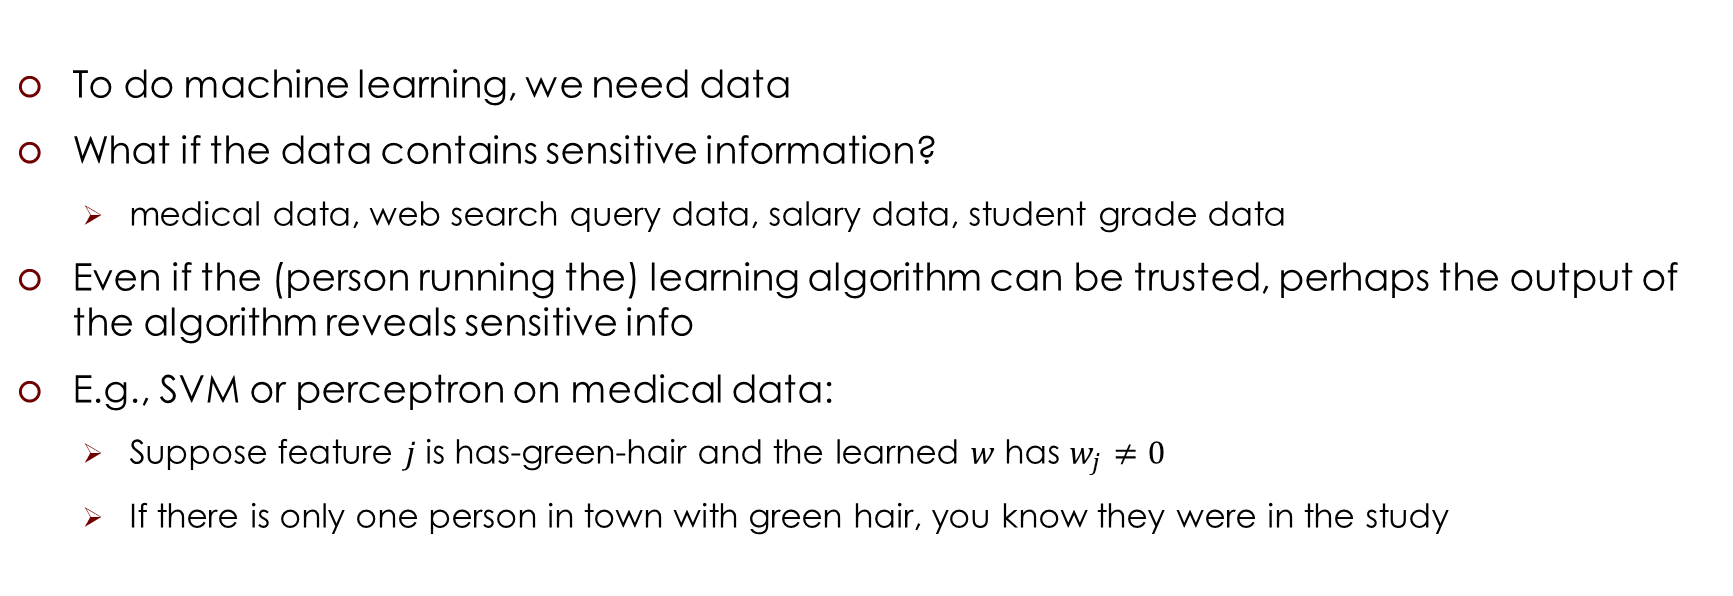 To do machine learning, we need data
What if the data contains sensitive information?
medical data, web search query data, salary data, student grade data
Even if the (person running the) learning algorithm can be trusted, perhaps the output of
the algorithm reveals sensitive info
E.g., SVM or perceptron on medical data:
Suppose feature j is has-green-hair and the learned w has wⱼ ≠ 0
If there is only one person in town with green hair, you know they were in the study